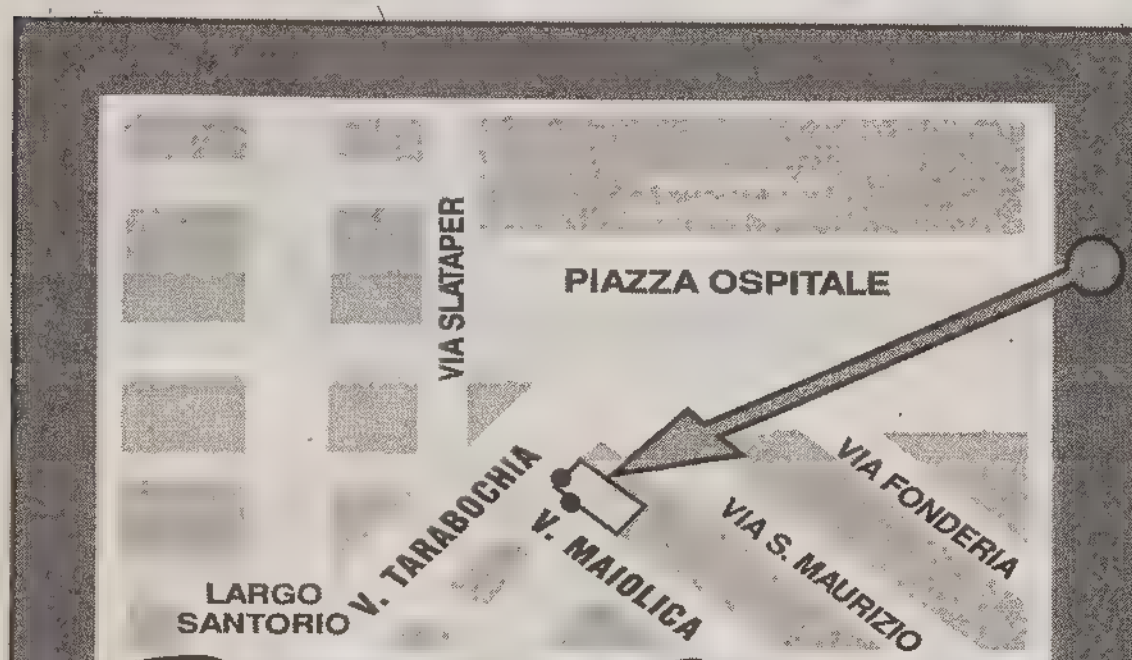 VIA SLATAPER
PIAZZA OSPITALE
V. TARABOCHIA
V. MAIOLICA
VIA S. MAURIZIO
VIA FONDERIA
LARGO
SANTORIO